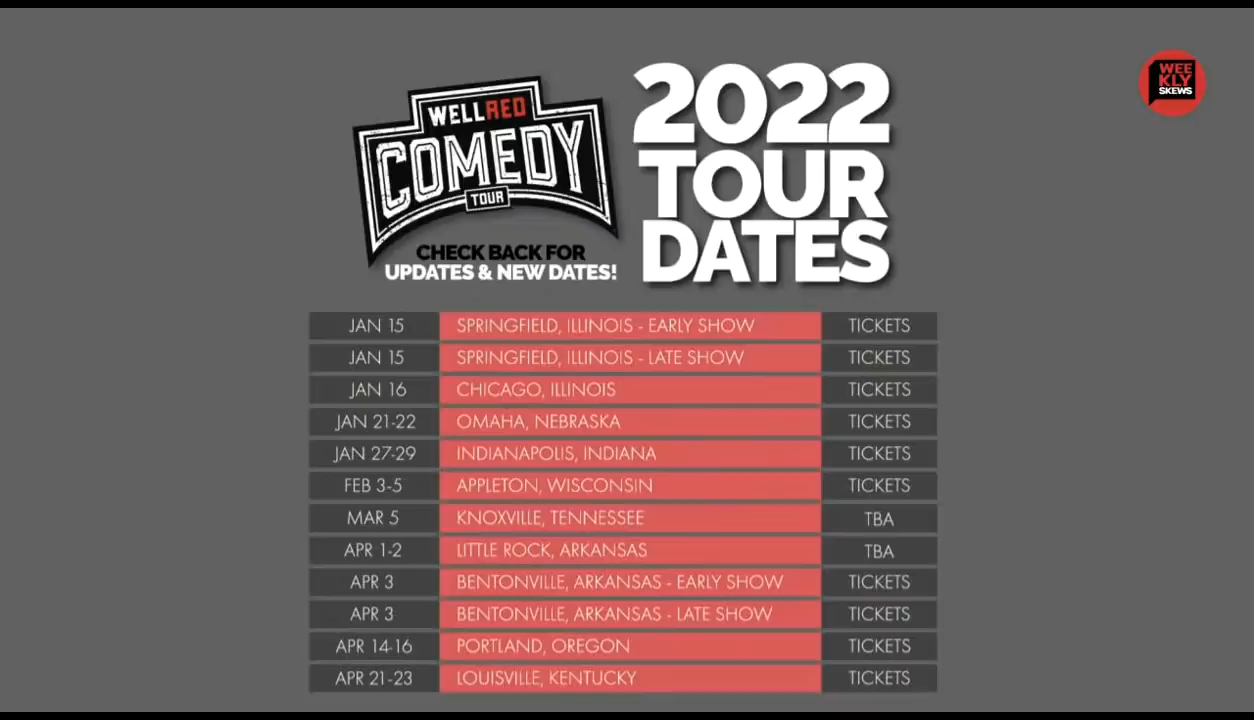 WEE
KLY
SKEWS
WELLRED
COMEDY
TOUR
CHECK BACK FOR
UPDATES & NEW DATES!
2022
TOUR
DATES
JAN 15 SPRINGFIELD, ILLINOIS - EARLY SHOW TICKETS
JAN 15 SPRINGFIELD, ILLINOIS - LATE SHOW TICKETS
JAN 16 CHICAGO, ILLINOIS TICKETS
JAN 21-22 OMAHA, NEBRASKA TICKETS
JAN 27-29 INDIANAPOLIS, INDIANA TICKETS
FEB 3-5 APPLETON, WISCONSIN TICKETS
MAR 5 KNOXVILLE, TENNESSEE TBA
APR 1-2 LITTLE ROCK, ARKANSAS TBA
APR 3 BENTONVILLE, ARKANSAS - EARLY SHOW TICKETS
APR 3 BENTONVILLE, ARKANSAS - LATE SHOW TICKETS
APR 14-16 PORTLAND, OREGON TICKETS
APR 21-23 LOUISVILLE, KENTUCKY TICKETS